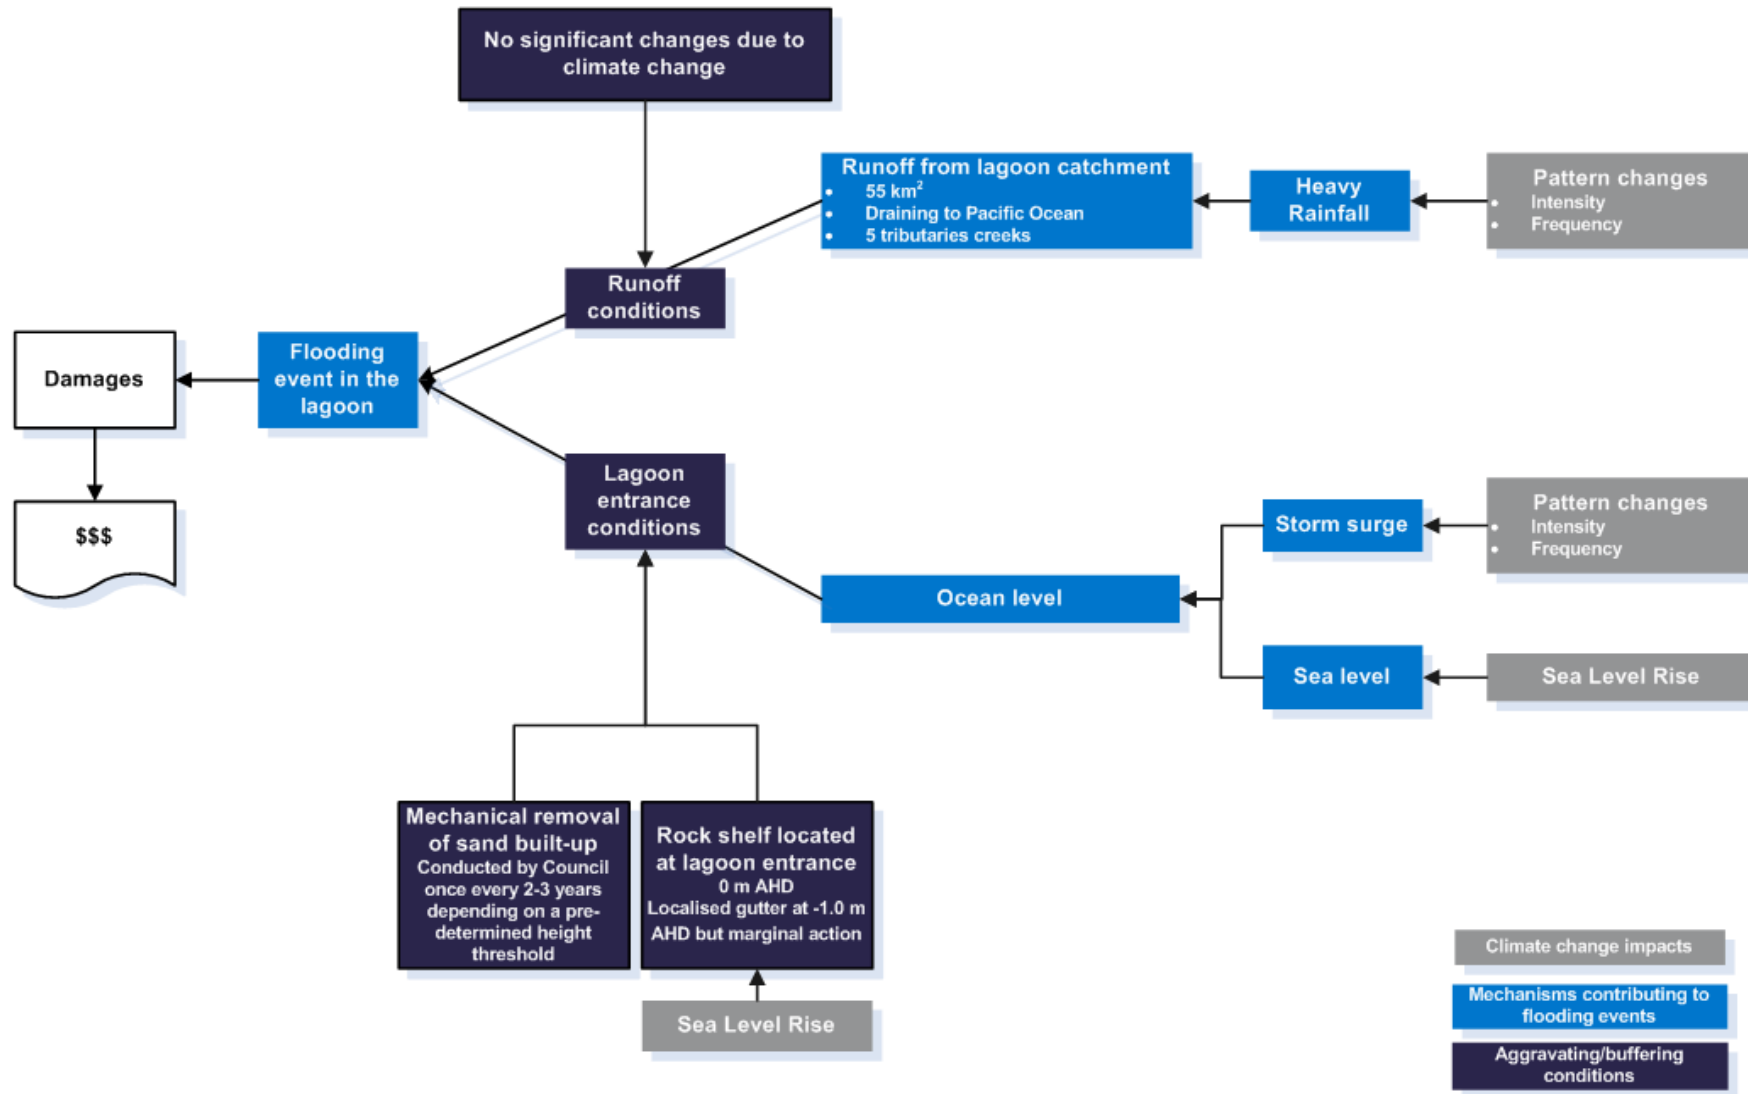 No significant changes due to
climate change
Runoff from lagoon catchment
• 55 km²
• Draining to Pacific Ocean
• 5 tributaries creeks
Heavy
Rainfall
Pattern changes
• Intensity
• Frequency
Runoff
conditions
Damages
Flooding
event in the
lagoon
$$$
Lagoon
entrance
conditions
Storm surge
Pattern changes
• Intensity
• Frequency
Ocean level
Sea level
Sea Level Rise
Mechanical removal
of sand built-up
Conducted by Council
once every 2-3 years
depending on a pre-
determined height
threshold
Rock shelf located
at lagoon entrance
0 m AHD
Localised gutter at -1.0 m
AHD but marginal action
Sea Level Rise
Climate change impacts
Mechanisms contributing to
flooding events
Aggravating/buffering
conditions